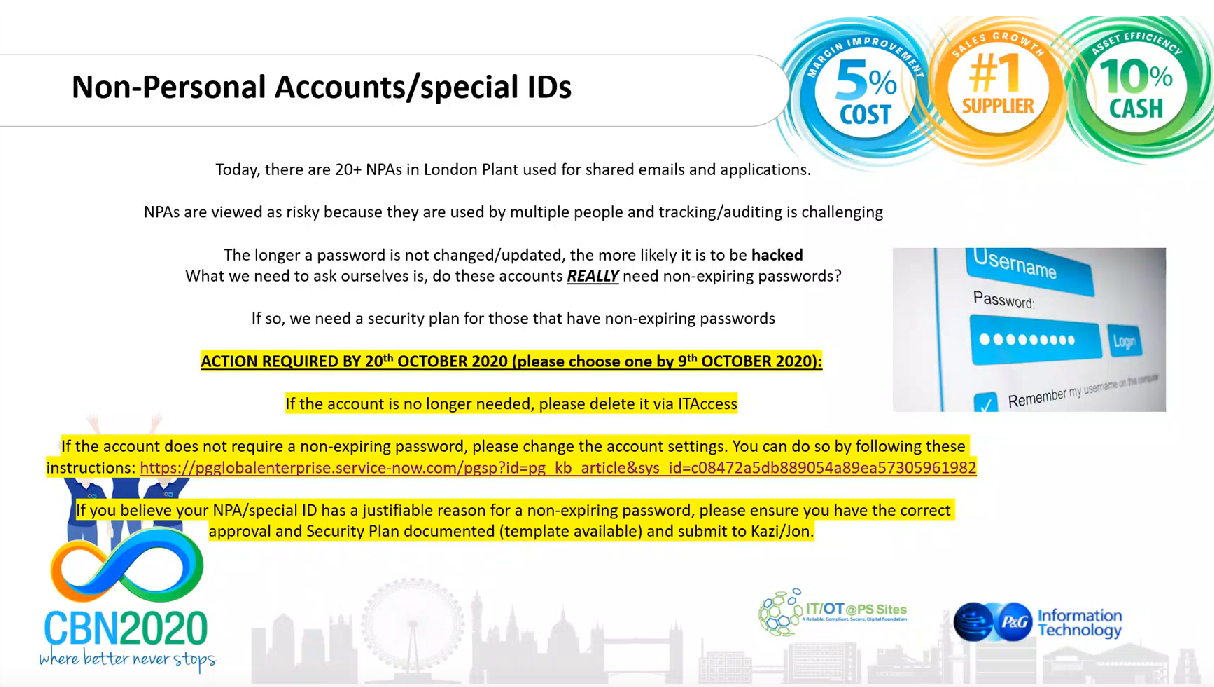 Non-Personal Accounts/special IDs
MARGIN IMPROVEMENT
5%
COST
SALES GROWTH
#1
SUPPLIER
ASSET EFFICIENCY
10%
CASH
Today, there are 20+ NPAs in London Plant used for shared emails and applications.
NPAs are viewed as risky because they are used by multiple people and tracking/auditing is challenging
The longer a password is not changed/updated, the more likely it is to be hacked
What we need to ask ourselves is, do these accounts REALLY need non-expiring passwords?
If so, we need a security plan for those that have non-expiring passwords
ACTION REQUIRED BY 20th OCTOBER 2020 (please choose one by 9th OCTOBER 2020):
If the account is no longer needed, please delete it via ITAccess
If the account does not require a non-expiring password, please change the account settings. You can do so by following these
instructions: https://pgglobalenterprise.service-now.com/pgsp?id=pg_kb_article&sys_id=c08472a5db889054a89ea57305961982
If you believe your NPA/special ID has a justifiable reason for a non-expiring password, please ensure you have the correct
approval and Security Plan documented (template available) and submit to Kazi/Jon.
Username
Password:
Login
Remember my username on this computer
CBN2020
where better never stops
IT/OT@PS Sites
A Reliable, Compliant, Secure, Digital Foundation
P&G
Information
Technology